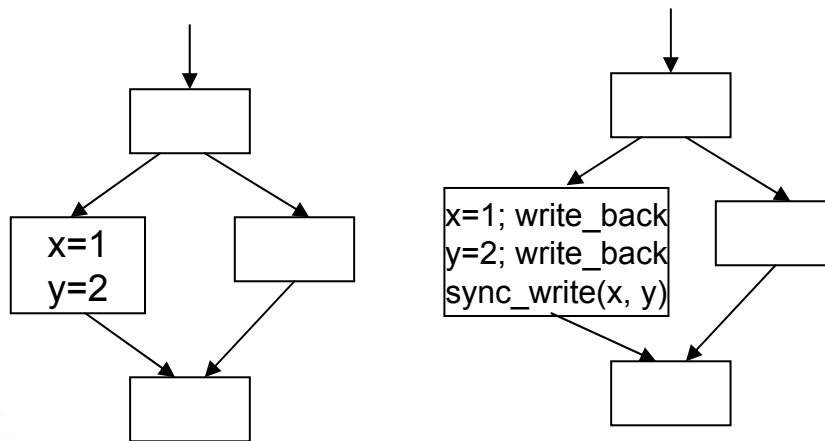 x=1
y=2
x=1; write_back
y=2; write_back
sync_write(x, y)